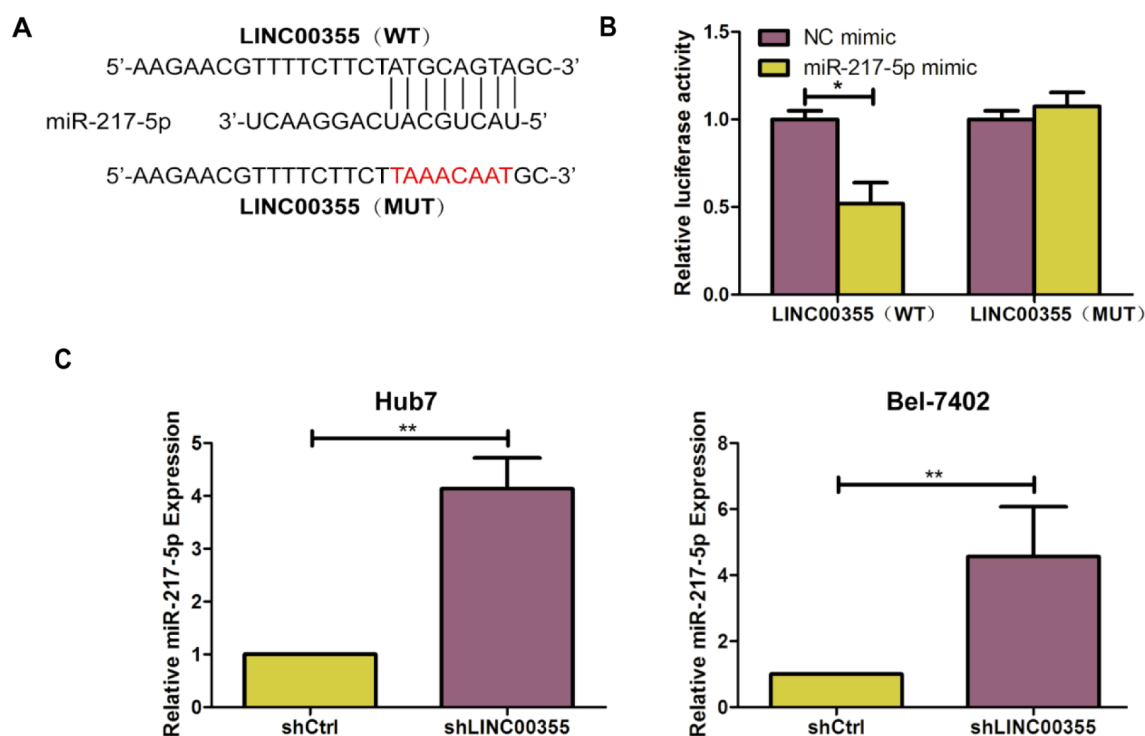 A
LINC00355（WT）
5’-AAGAACGTTTTCTTCTATGCAGTAGC-3’
miR-217-5p 3’-UCAAGGACUACGUCAU-5’
5’-AAGAACGTTTTCTTCTTAAACAATGC-3’
LINC00355（MUT）
B
Relative luciferase activity
1.5
1.0
0.5
0.0
NC mimic
miR-217-5p mimic
*
LINC00355（WT） LINC00355（MUT）
C
Hub7
Relative miR-217-5p Expression
5
4
3
2
1
0
**
shCtrl shLINC00355
Bel-7402
Relative miR-217-5p Expression
8
6
4
2
0
**
shCtrl shLINC00355